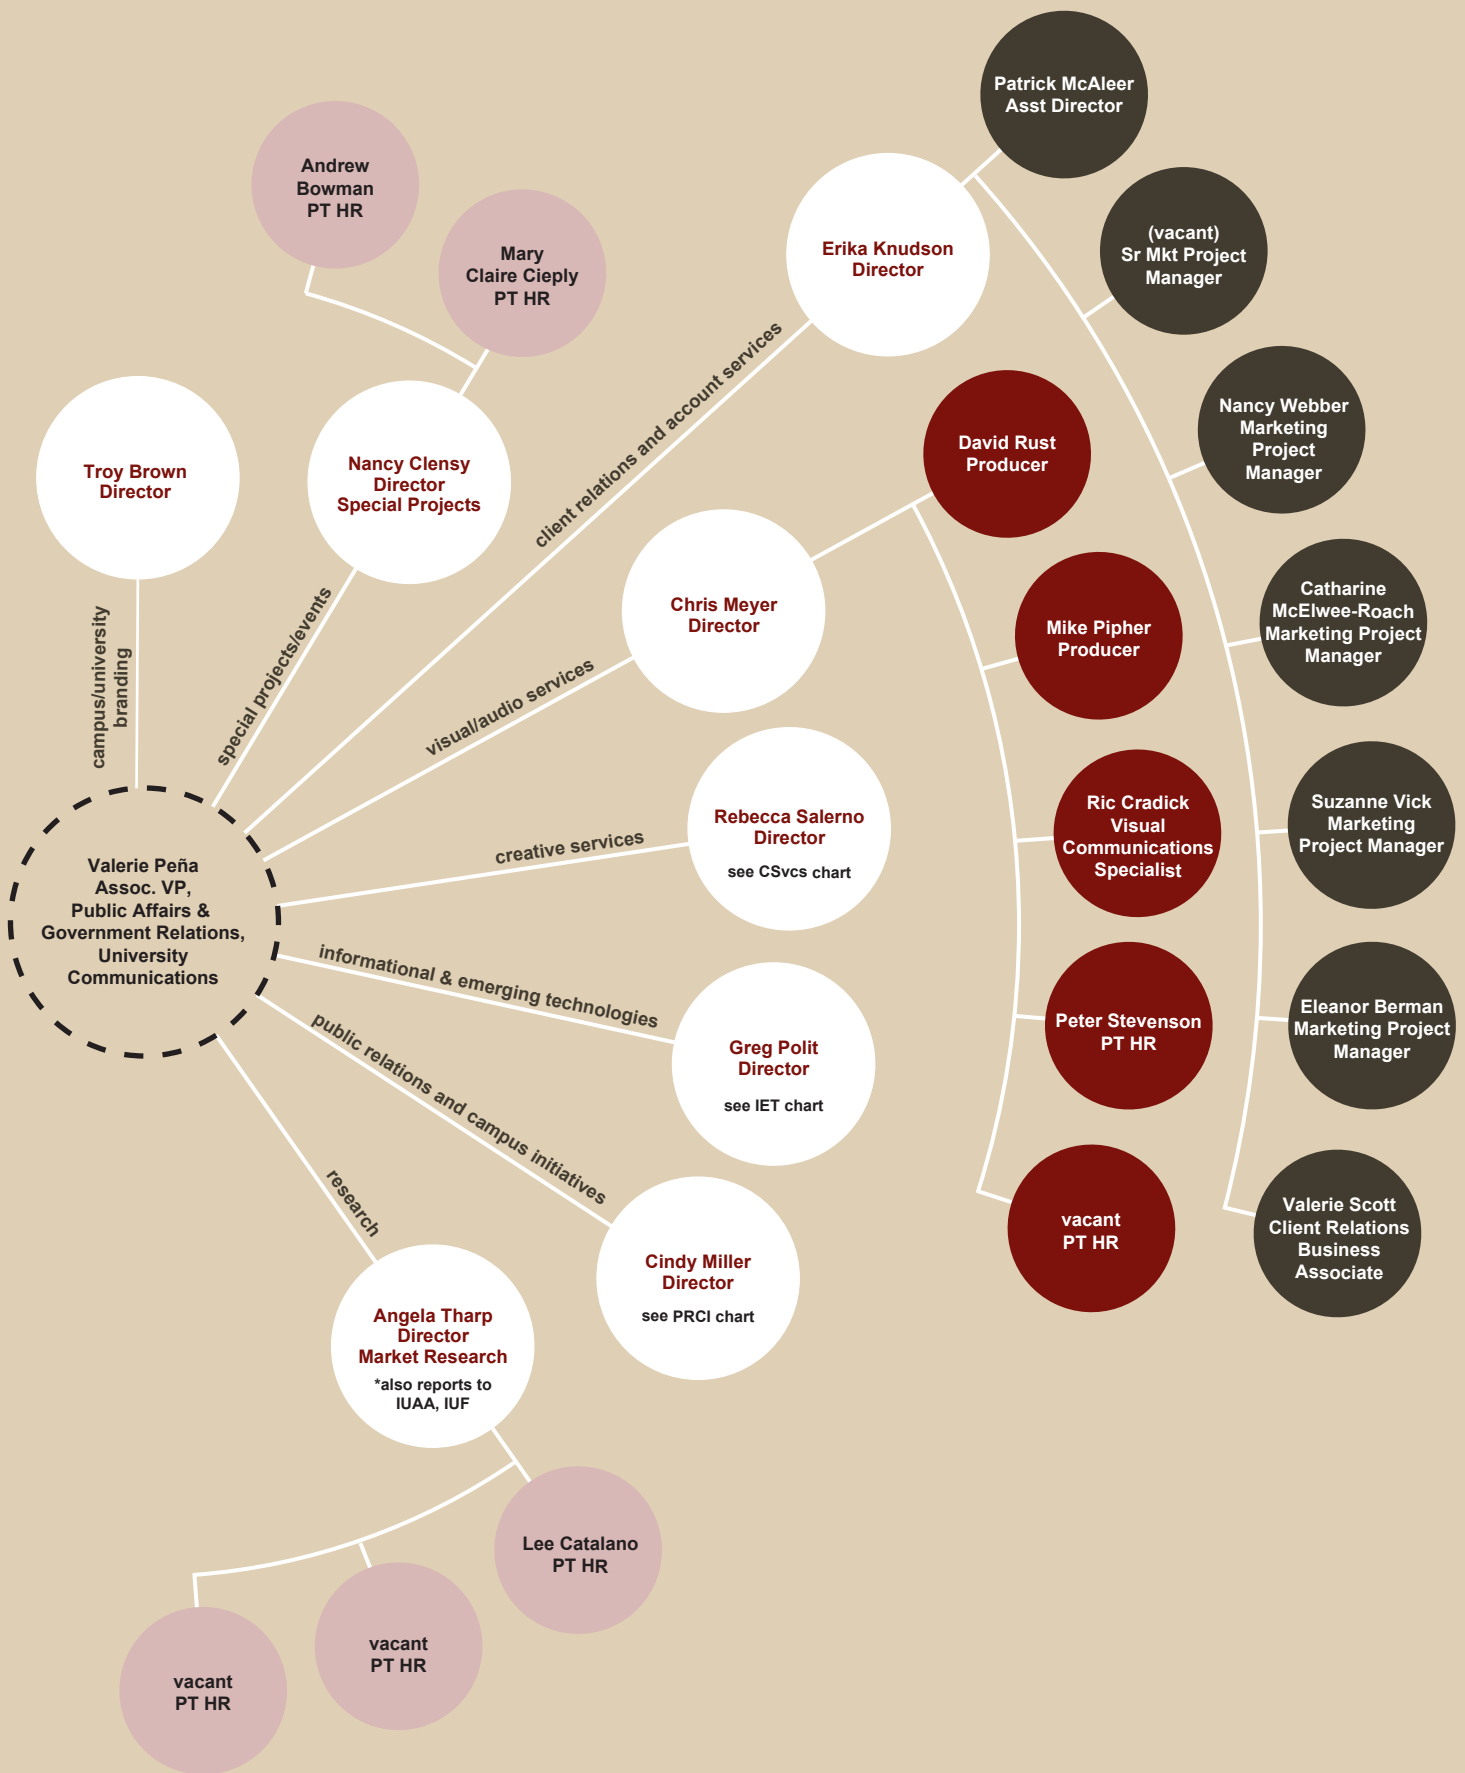 Patrick McAleer
Asst Director
Andrew
Bowman
PT HR
Mary
Claire Cieply
PT HR
Erika Knudson
Director
(vacant)
Sr Mkt Project
Manager
Nancy Webber
Marketing
Project
Manager
Troy Brown
Director
Nancy Clensy
Director
Special Projects
client relations and account services
David Rust
Producer
Catharine
McElwee-Roach
Marketing Project
Manager
campus/university
branding
special projects/events
visual/audio services
Chris Meyer
Director
Mike Pipher
Producer
Valerie Peña
Assoc. VP,
Public Affairs &
Government Relations,
University
Communications
creative services
Rebecca Salerno
Director
see CSvcs chart
Ric Cradick
Visual
Communications
Specialist
Suzanne Vick
Marketing
Project Manager
informational & emerging technologies
Greg Polit
Director
see IET chart
Peter Stevenson
PT HR
Eleanor Berman
Marketing Project
Manager
public relations and campus initiatives
Cindy Miller
Director
see PRCI chart
vacant
PT HR
Valerie Scott
Client Relations
Business
Associate
research
Angela Tharp
Director
Market Research
*also reports to
IUAA, IUF
Lee Catalano
PT HR
vacant
PT HR
vacant
PT HR